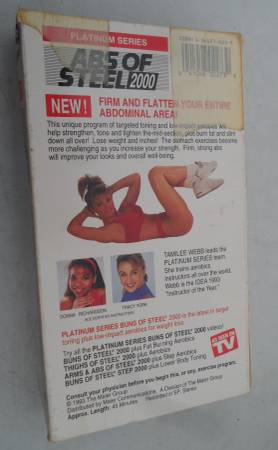 PLATINUM SERIES
ABS OF
STEEL 2000
NEW! FIRM AND FLATTEN YOUR ENTIRE
ABDOMINAL AREA!
This unique program of targeted toning and low-impact aerobics will
help strengthen, tone and tighten the mid-section, plus burn fat and slim
down all over! Lose weight and inches! The stomach exercises become
more challenging as you increase your strength. Firm, strong abs
will improve your looks and overall well-being.
TAMILEE WEBB leads the
PLATINUM SERIES team.
She trains aerobics
instructors all over the world.
Webb is the IDEA 1993
"Instructor of the Year."
DONNA RICHARDSON
TRACY YORK
ACE CERTIFIED INSTRUCTORS
PLATINUM SERIES BUNS OF STEEL 2000 is the latest in target
toning plus low-impact aerobics for weight loss.
Try all the PLATINUM SERIES BUNS OF STEEL 2000 videos!
BUNS OF STEEL 2000 plus Fat Burning Aerobics
THIGHS OF STEEL 2000 plus Aerobics
ARMS & ABS OF STEEL 2000 plus Step Aerobics
BUNS OF STEEL STEP 2000 plus Lower Body Toning
AS SEEN ON
TV
Consult your physician before you begin this, or any, exercise program.
© 1993 The Maier Group
Distributed by Maier Communications, A Division of The Maier Group
Approx. Length: 45 Minutes Recorded in SP, Stereo